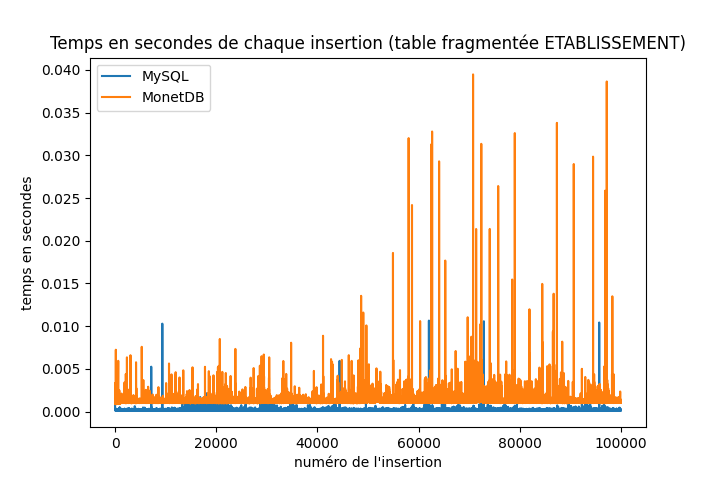 Temps en secondes de chaque insertion (table fragmentée ETABLISSEMENT)
MySQL
MonetDB
temps en secondes
0.040
0.035
0.030
0.025
0.020
0.015
0.010
0.005
0.000
0 20000 40000 60000 80000 100000
numéro de l'insertion